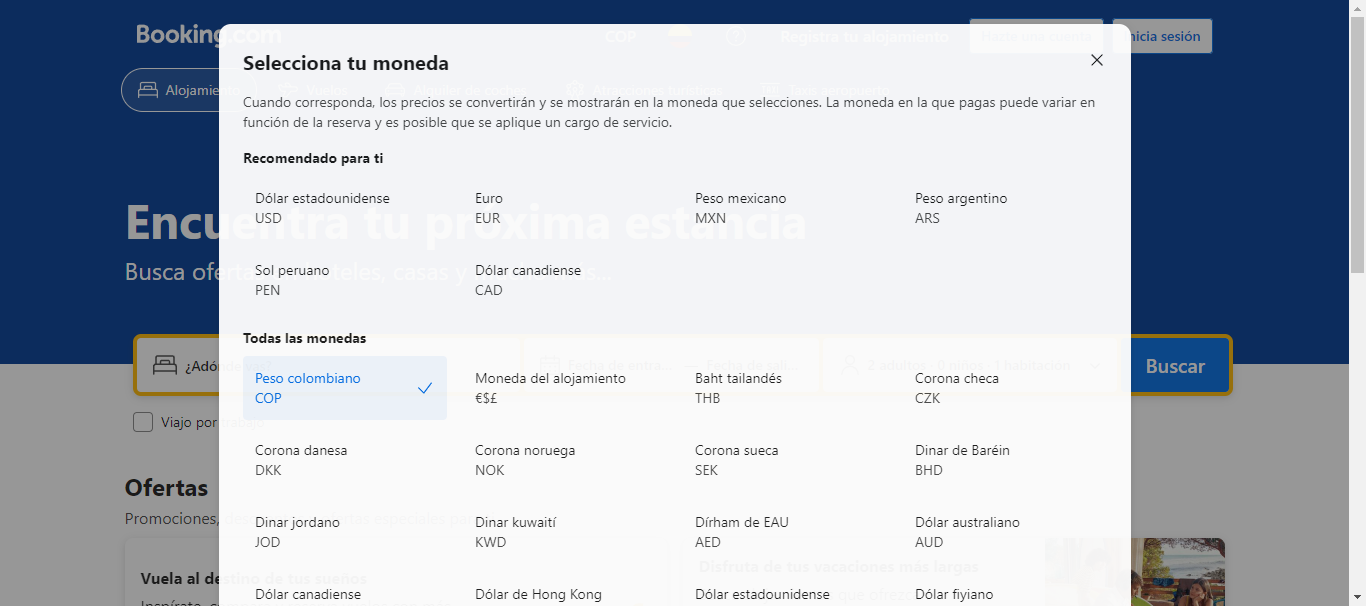 Booking.com
COP
Registra tu alojamiento
Hazte una cuenta
Inicia sesión
Selecciona tu moneda
Cuando corresponda, los precios se convertirán y se mostrarán en la moneda que selecciones. La moneda en la que pagas puede variar en
función de la reserva y es posible que se aplique un cargo de servicio.
Recomendado para ti
Dólar estadounidense
USD
Euro
EUR
Peso mexicano
MXN
Peso argentino
ARS
Encuentra tu próxima estancia
Sol peruano
PEN
Dólar canadiense
CAD
Todas las monedas
Peso colombiano
COP
Moneda del alojamiento
€$£
Baht tailandés
THB
Corona checa
CZK
Buscar
Viajo por trabajo
Corona danesa
DKK
Corona noruega
NOK
Corona sueca
SEK
Dinar de Baréin
BHD
Ofertas
Promociones,
Dinar jordano
JOD
Dinar kuwaití
KWD
Dírham de EAU
AED
Dólar australiano
AUD
Vuela al destino de tus sueños
Disfruta de tus vacaciones más largas
Dólar canadiense
Dólar de Hong Kong
Dólar estadounidense
Dólar fiyiano